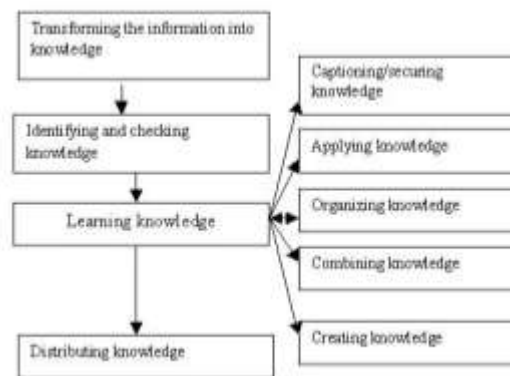 Transforming the information into
knowledge
Identifying and checking
knowledge
Learning knowledge
Distributing knowledge
Captioning/securing
knowledge
Applying knowledge
Organizing knowledge
Combining knowledge
Creating knowledge